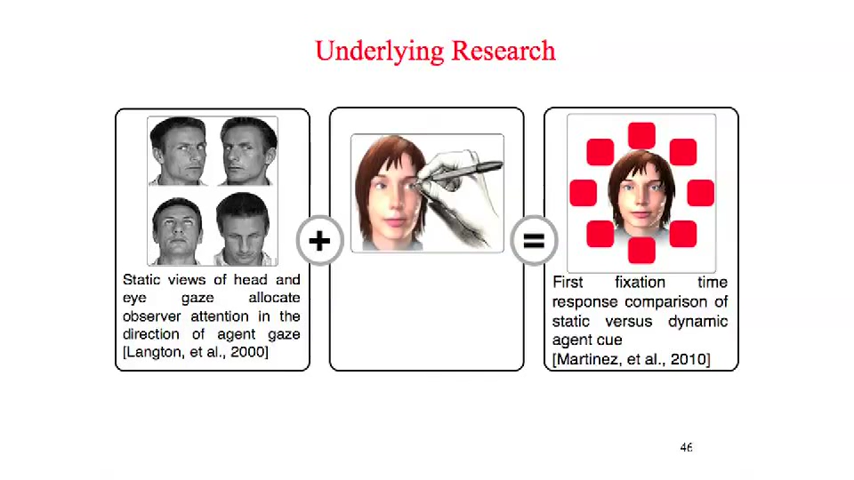 Underlying Research
Static views of head and
eye gaze allocate
observer attention in the
direction of agent gaze
[Langton, et al., 2000]
+
=
First fixation time
response comparison of
static versus dynamic
agent cue
[Martinez, et al., 2010]
46